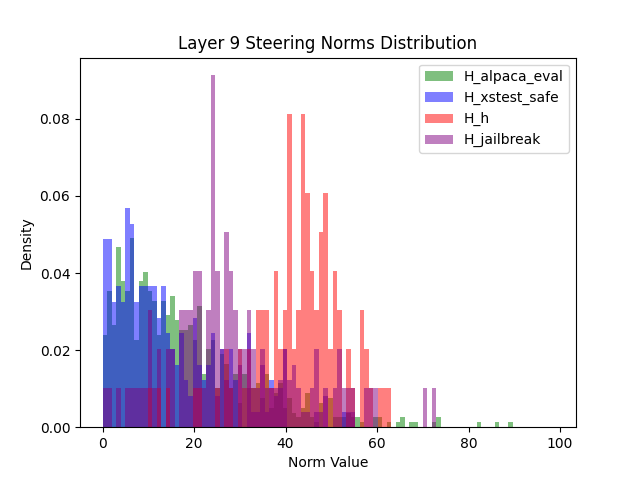 Layer 9 Steering Norms Distribution
H_alpaca_eval
H_xstest_safe
H_h
H_jailbreak
Density
0.08
0.06
0.04
0.02
0.00
0 20 40 60 80 100
Norm Value